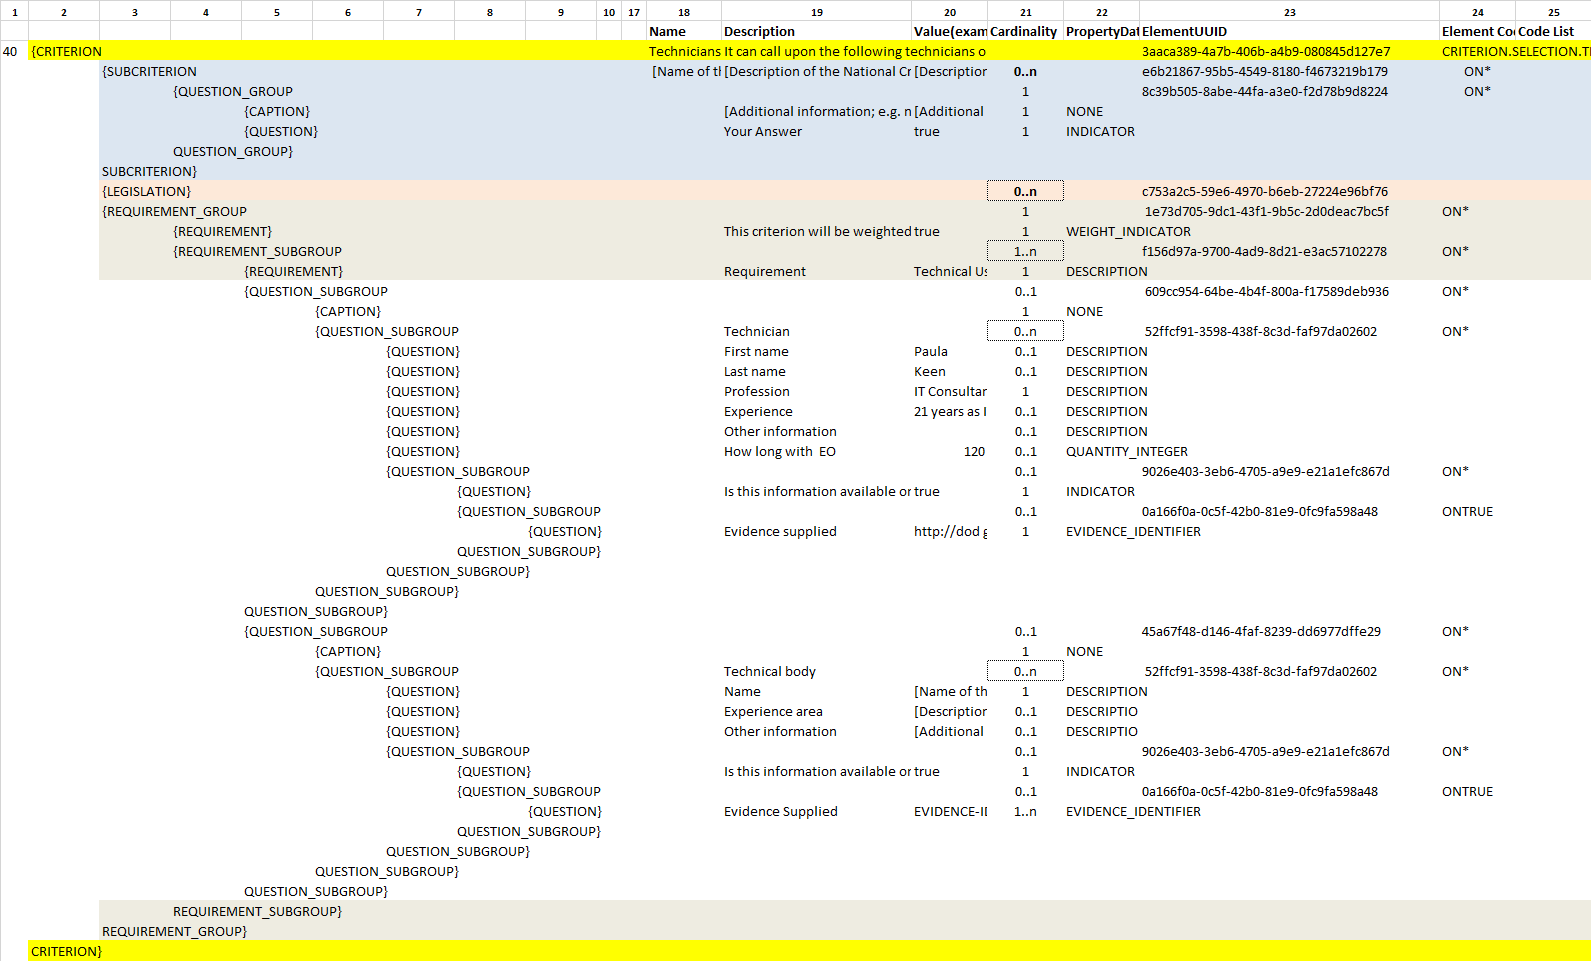 1 2 3 4 5 6 7 8 9 10 17 18 19 20 21 22 23 24 25
Name Description Value(exam Cardinality PropertyDat ElementUUID Element Co Code List
40 {CRITERION Technicians It can call upon the following technicians o 3aaca389-4a7b-406b-a4b9-080845d127e7 CRITERION.SELECTION.T
{SUBCRITERION [Name of th [Description of the National Cr [Description 0..n e6b21867-95b5-4549-8180-f4673219b179 ON*
{QUESTION_GROUP 1 8c39b505-8abe-44fa-a3e0-f2d78b9d8224 ON*
{CAPTION} [Additional information; e.g. n [Additional 1 NONE
{QUESTION} Your Answer true 1 INDICATOR
QUESTION_GROUP}
SUBCRITERION}
{LEGISLATION} 0..n c753a2c5-59e6-4970-b6eb-27224e96bf76
{REQUIREMENT_GROUP 1 1e73d705-9dc1-43f1-9b5c-2d0deac7bc5f ON*
{REQUIREMENT} This criterion will be weighted true 1 WEIGHT_INDICATOR
{REQUIREMENT_SUBGROUP 1..n f156d97a-9700-4ad9-8d21-e3ac57102278 ON*
{REQUIREMENT} Requirement Technical Us 1 DESCRIPTION
{QUESTION_SUBGROUP 0..1 609cc954-64be-4b4f-800a-f17589deb936 ON*
{CAPTION} 1 NONE
{QUESTION_SUBGROUP Technician 0..n 52ffcf91-3598-438f-8c3d-faf97da02602 ON*
{QUESTION} First name Paula 0..1 DESCRIPTION
{QUESTION} Last name Keen 0..1 DESCRIPTION
{QUESTION} Profession IT Consultar 1 DESCRIPTION
{QUESTION} Experience 21 years as I 0..1 DESCRIPTION
{QUESTION} Other information 0..1 DESCRIPTION
{QUESTION} How long with EO 120 0..1 QUANTITY_INTEGER
{QUESTION_SUBGROUP 0..1 9026e403-3eb6-4705-a9e9-e21a1efc867d ON*
{QUESTION} Is this information available or true 1 INDICATOR
{QUESTION_SUBGROUP 0..1 0a166f0a-0c5f-42b0-81e9-0fc9fa598a48 ONTRUE
{QUESTION} Evidence supplied http://dod g 1 EVIDENCE_IDENTIFIER
QUESTION_SUBGROUP}
QUESTION_SUBGROUP}
QUESTION_SUBGROUP}
QUESTION_SUBGROUP}
{QUESTION_SUBGROUP 0..1 45a67f48-d146-4faf-8239-dd6977dffe29 ON*
{CAPTION} 1 NONE
{QUESTION_SUBGROUP Technical body 0..n 52ffcf91-3598-438f-8c3d-faf97da02602 ON*
{QUESTION} Name [Name of th 1 DESCRIPTION
{QUESTION} Experience area [Description 0..1 DESCRIPTIO
{QUESTION} Other information [Additional 0..1 DESCRIPTIO
{QUESTION_SUBGROUP 0..1 9026e403-3eb6-4705-a9e9-e21a1efc867d ON*
{QUESTION} Is this information available or true 1 INDICATOR
{QUESTION_SUBGROUP 0..1 0a166f0a-0c5f-42b0-81e9-0fc9fa598a48 ONTRUE
{QUESTION} Evidence Supplied EVIDENCE-II 1..n EVIDENCE_IDENTIFIER
QUESTION_SUBGROUP}
QUESTION_SUBGROUP}
QUESTION_SUBGROUP}
QUESTION_SUBGROUP}
REQUIREMENT_SUBGROUP}
REQUIREMENT_GROUP}
CRITERION}